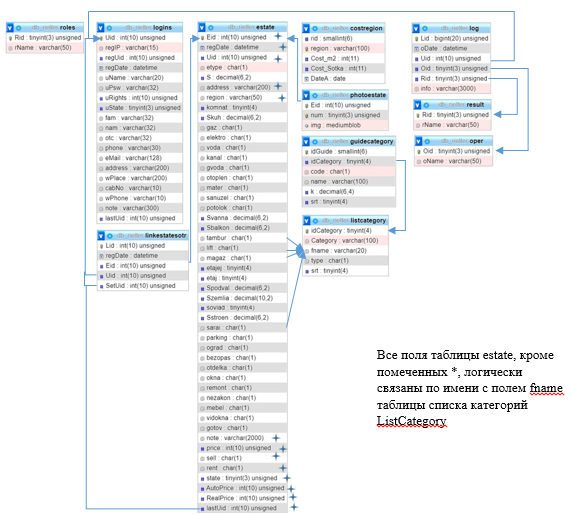 db_rielter roles
Rid : tinyint(3) unsigned
rName : varchar(50)
db_rielter logins
Uid : int(10) unsigned
regIP : varchar(15)
regUid : int(10) unsigned
regDate : datetime
uName : varchar(20)
uPsw : varchar(32)
uRights : int(10) unsigned
uState : tinyint(3) unsigned
fam : varchar(32)
nam : varchar(32)
otc : varchar(32)
phone : varchar(30)
eMail : varchar(128)
address : varchar(200)
wPlace : varchar(200)
cabNo : varchar(10)
wPhone : varchar(10)
note : varchar(300)
lastUid : int(10) unsigned
db_rielter linkestatesotr
Lid : int(10) unsigned
regDate : datetime
Eid : int(10) unsigned
Uid : int(10) unsigned
SetUid : int(10) unsigned
db_rielter estate
Eid : int(10) unsigned
regDate : datetime
Uid : int(10) unsigned
etype : char(1)
S : decimal(6,2)
address : varchar(200)
region : varchar(50)
komnat : tinyint(4)
Skuh : decimal(6,2)
gaz : char(1)
elektro : char(1)
voda : char(1)
kanal : char(1)
gvoda : char(1)
otoplen : char(1)
mater : char(1)
sanuzel : char(1)
potolok : char(1)
Svanna : decimal(6,2)
Sbalkon : decimal(6,2)
tambur : char(1)
lift : char(1)
magaz : char(1)
etajej : tinyint(4)
etaj : tinyint(4)
Spodval : decimal(6,2)
Szemlia : decimal(10,2)
soviad : tinyint(4)
Sstroen : decimal(6,2)
sarai : char(1)
parking : char(1)
ograd : char(1)
bezopas : char(1)
otdelka : char(1)
okna : char(1)
remont : char(1)
nezakon : char(1)
mebel : char(1)
vidokna : char(1)
gotov : char(1)
note : varchar(2000)
price : int(10) unsigned
sell : char(1)
rent : char(1)
state : tinyint(3) unsigned
AutoPrice : int(10) unsigned
RealPrice : int(10) unsigned
lastUid : int(10) unsigned
db_rielter costregion
rid : smallint(6)
region : varchar(100)
Cost_m2 : int(11)
Cost_Sotka : int(11)
DateA : date
db_rielter photoestate
Eid : int(10) unsigned
num : tinyint(3) unsigned
img : mediumblob
db_rielter guidecategory
idGuide : smallint(6)
idCategory : tinyint(4)
code : char(1)
name : varchar(100)
k : decimal(6,4)
srt : tinyint(4)
db_rielter listcategory
idCategory : tinyint(4)
Category : varchar(100)
fname : varchar(20)
type : char(1)
srt : tinyint(4)
db_rielter log
Lid : bigint(20) unsigned
oDate : datetime
Uid : int(10) unsigned
Oid : tinyint(3) unsigned
Rid : tinyint(3) unsigned
info : varchar(3000)
db_rielter result
Rid : tinyint(3) unsigned
rName : varchar(50)
db_rielter oper
Oid : tinyint(3) unsigned
oName : varchar(50)
Все поля таблицы estate, кроме
помеченных *, логически
связаны по имени с полем fname
таблицы списка категорий
ListCategory